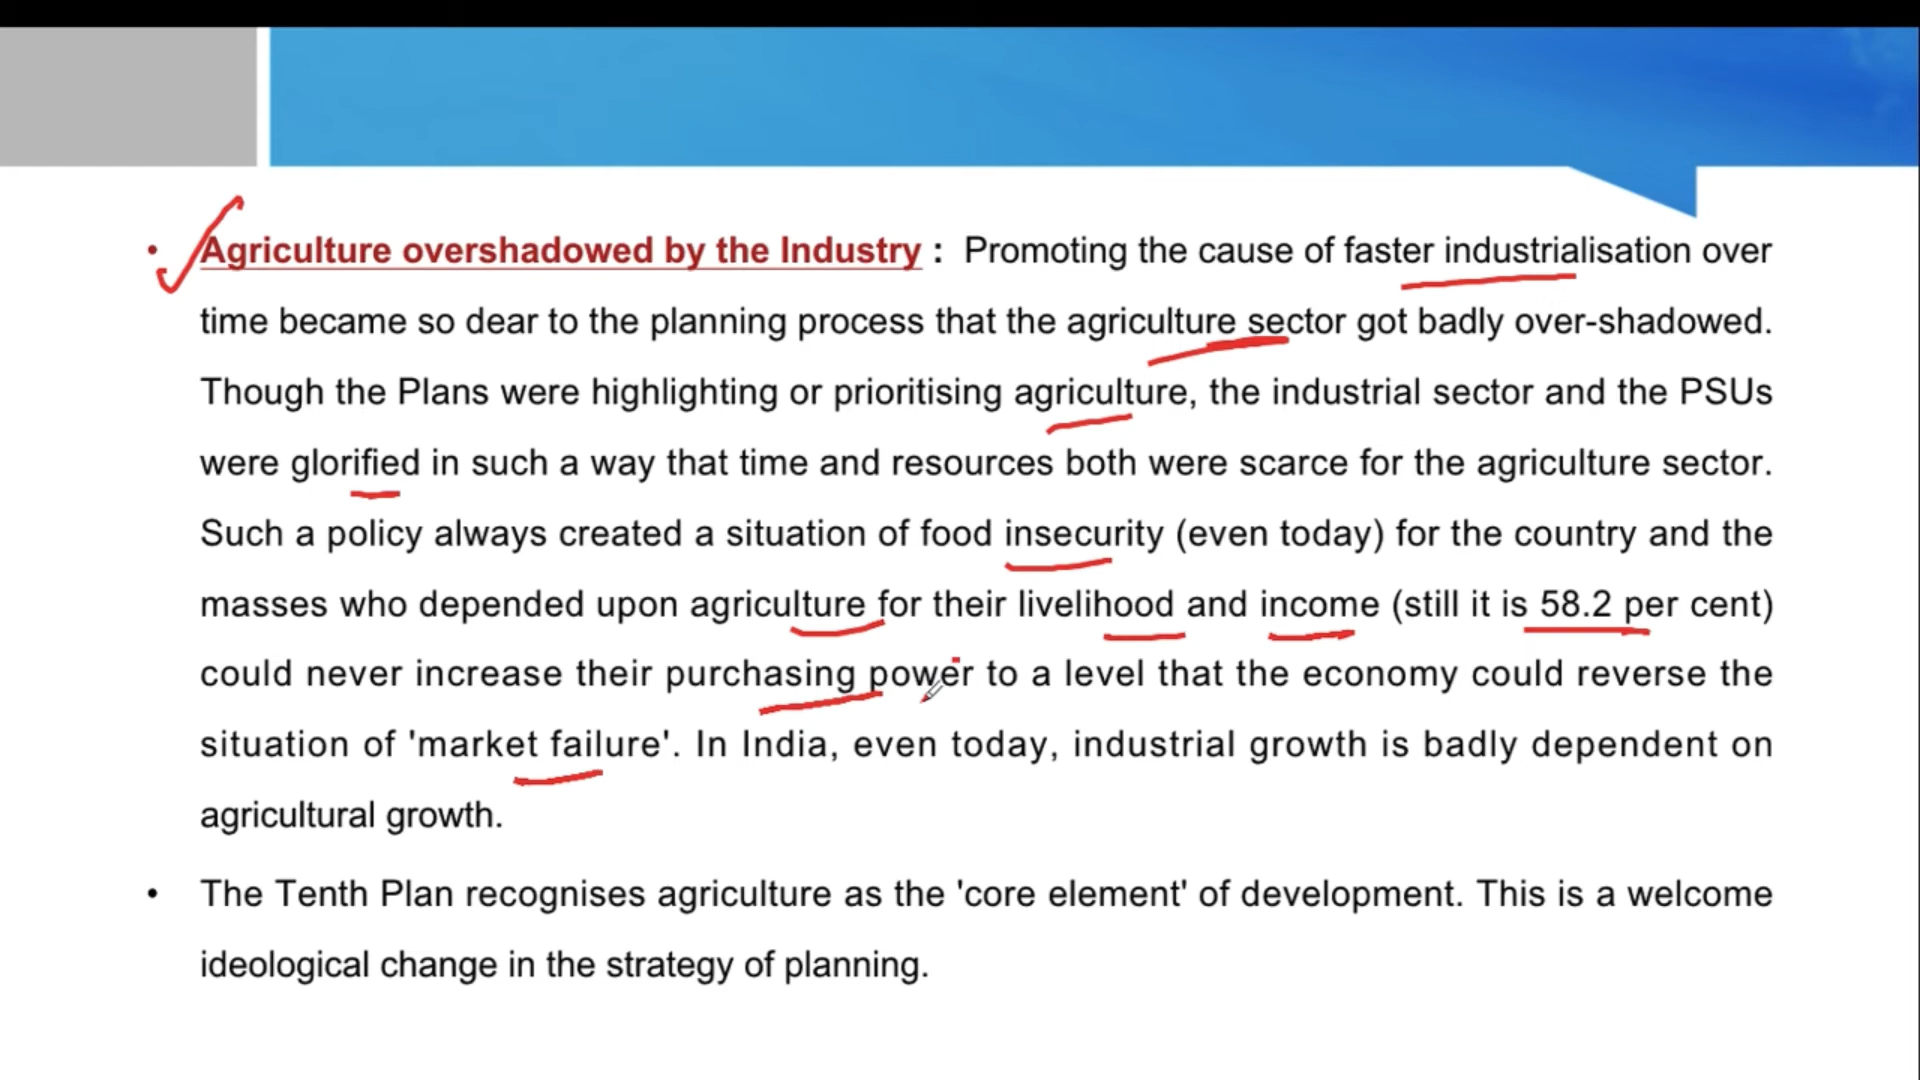 • Agriculture overshadowed by the Industry : Promoting the cause of faster industrialisation over
time became so dear to the planning process that the agriculture sector got badly over-shadowed.
Though the Plans were highlighting or prioritising agriculture, the industrial sector and the PSUs
were glorified in such a way that time and resources both were scarce for the agriculture sector.
Such a policy always created a situation of food insecurity (even today) for the country and the
masses who depended upon agriculture for their livelihood and income (still it is 58.2 per cent)
could never increase their purchasing power to a level that the economy could reverse the
situation of 'market failure'. In India, even today, industrial growth is badly dependent on
agricultural growth.
• The Tenth Plan recognises agriculture as the 'core element' of development. This is a welcome
ideological change in the strategy of planning.